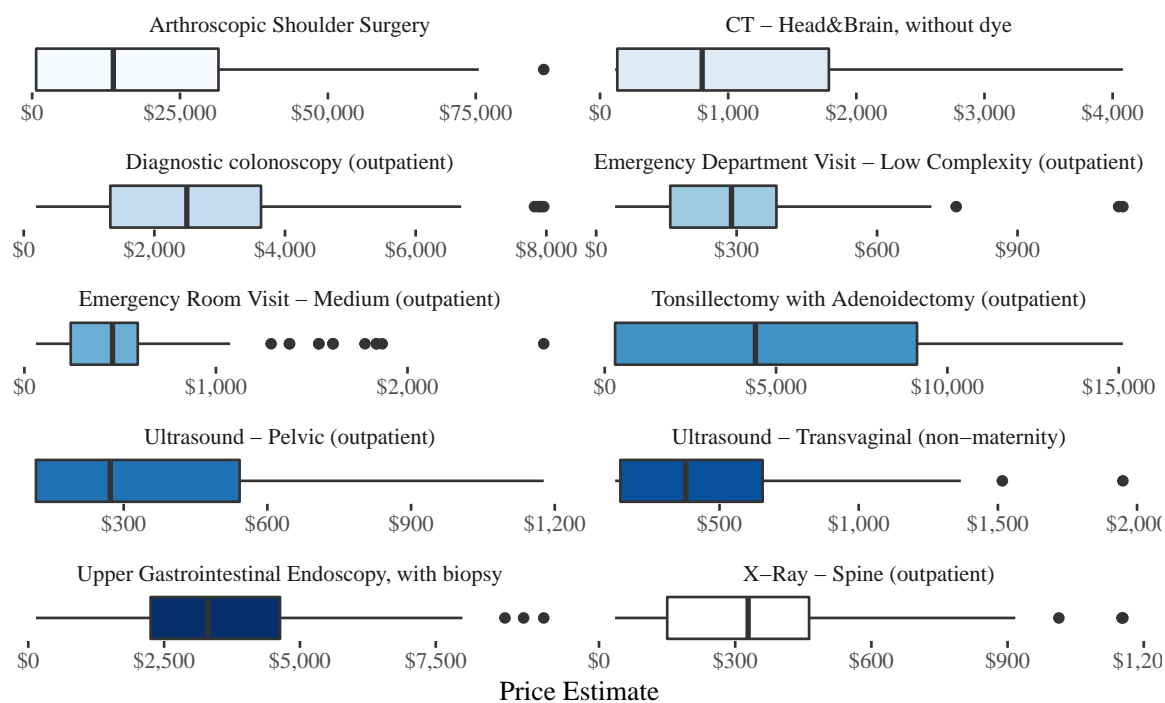 Arthroscopic Shoulder Surgery
$0 $25,000 $50,000 $75,000
CT – Head&Brain, without dye
$0 $1,000 $2,000 $3,000 $4,000
Diagnostic colonoscopy (outpatient)
$0 $2,000 $4,000 $6,000 $8,000
Emergency Department Visit – Low Complexity (outpatient)
$0 $300 $600 $900
Emergency Room Visit – Medium (outpatient)
$0 $1,000 $2,000
Tonsillectomy with Adenoidectomy (outpatient)
$0 $5,000 $10,000 $15,000
Ultrasound – Pelvic (outpatient)
$300 $600 $900 $1,200
Ultrasound – Transvaginal (non–maternity)
$500 $1,000 $1,500 $2,000
Upper Gastrointestinal Endoscopy, with biopsy
$0 $2,500 $5,000 $7,500
X–Ray – Spine (outpatient)
$0 $300 $600 $900 $1,20
Price Estimate